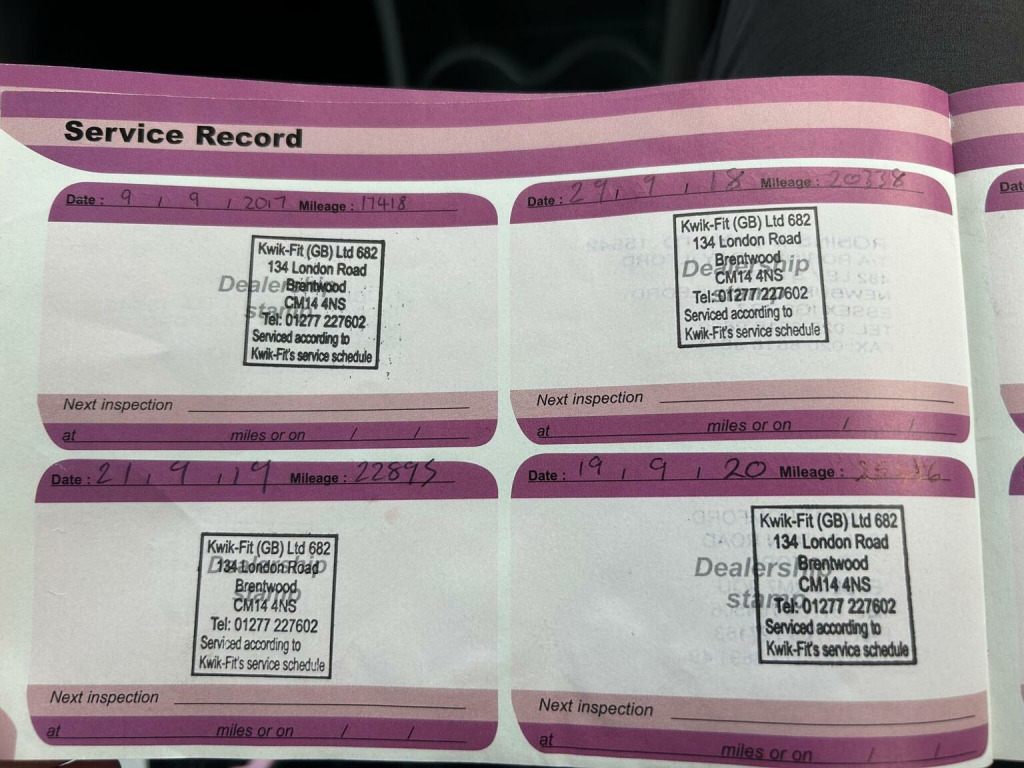 Service Record
Date : 9 / 9 / 2017 Mileage : 17418
Kwik-Fit (GB) Ltd 682
134 London Road
Brentwood
CM14 4NS
Tel: 01277 227602
Serviced according to
Kwik-Fit's service schedule
Dealership
stamp
Next inspection
at miles or on / /
Date : 29 / 9 / 18 Mileage : 20338
Kwik-Fit (GB) Ltd 682
134 London Road
Brentwood
CM14 4NS
Tel: 01277 227602
Serviced according to
Kwik-Fit's service schedule
Dealership
Next inspection
at miles or on / /
Date : 21 / 9 / 19 Mileage : 22895
Kwik-Fit (GB) Ltd 682
134 London Road
Brentwood
CM14 4NS
Tel: 01277 227602
Serviced according to
Kwik-Fit's service schedule
Dealership
stamp
Next inspection
at miles or on / /
Date : 19 / 9 / 20 Mileage :
Kwik-Fit (GB) Ltd 682
134 London Road
Brentwood
CM14 4NS
Tel: 01277 227602
Serviced according to
Kwik-Fit's service schedule
Dealership
stamp
Next inspection
at miles or on / /